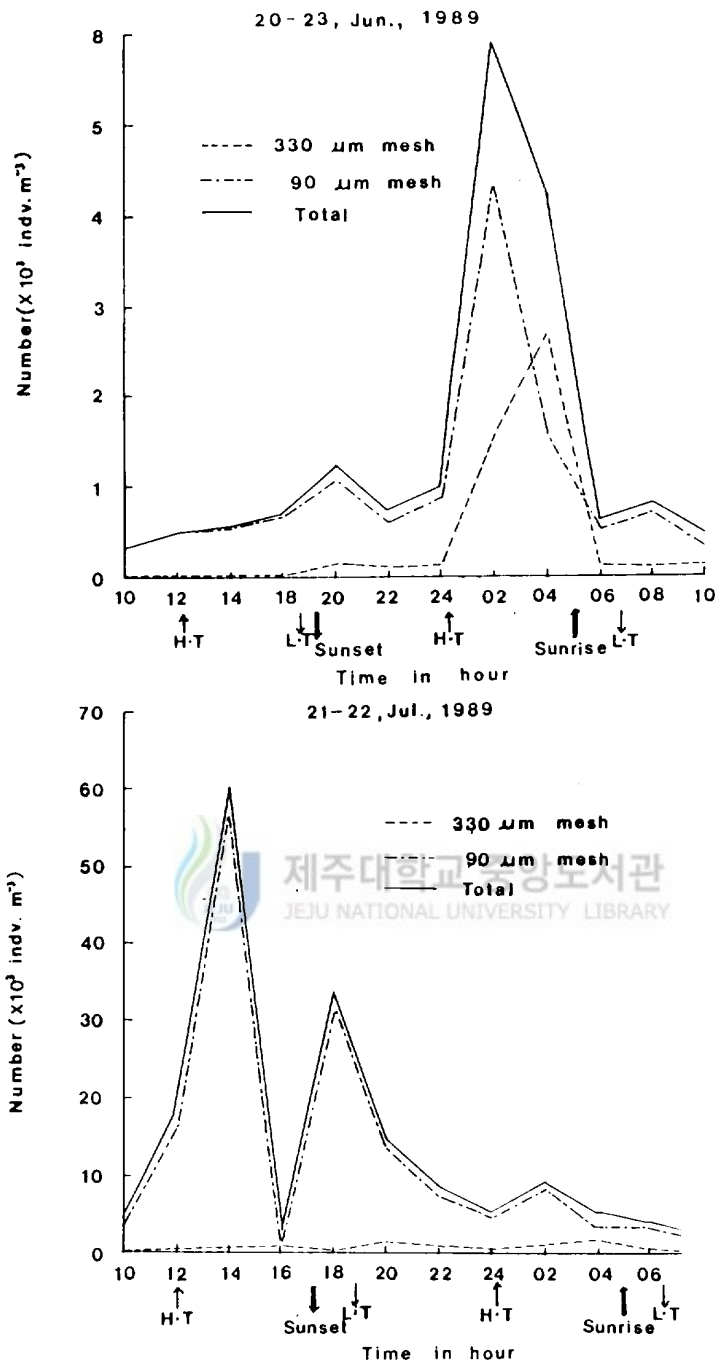 20-23, Jun., 1989
8
5
4
3
2
1
0
Number(X10³ indv.m⁻³)
330 μm mesh
90 μm mesh
Total
10 12 14 16 18 20 22 24 02 04 06 08 10
H·T L·T Sunset H·T Sunrise L·T
Time in hour
21-22, Jul., 1989
70
60
50
40
30
20
10
0
Number (X10³ indv. m⁻³)
330 μm mesh
90 μm mesh
Total
제주대학교 중앙도서관
JEJU NATIONAL UNIVERSITY LIBRARY
10 12 14 16 18 20 22 24 02 04 06
H·T Sunset L·T H·T Sunrise L·T
Time in hour